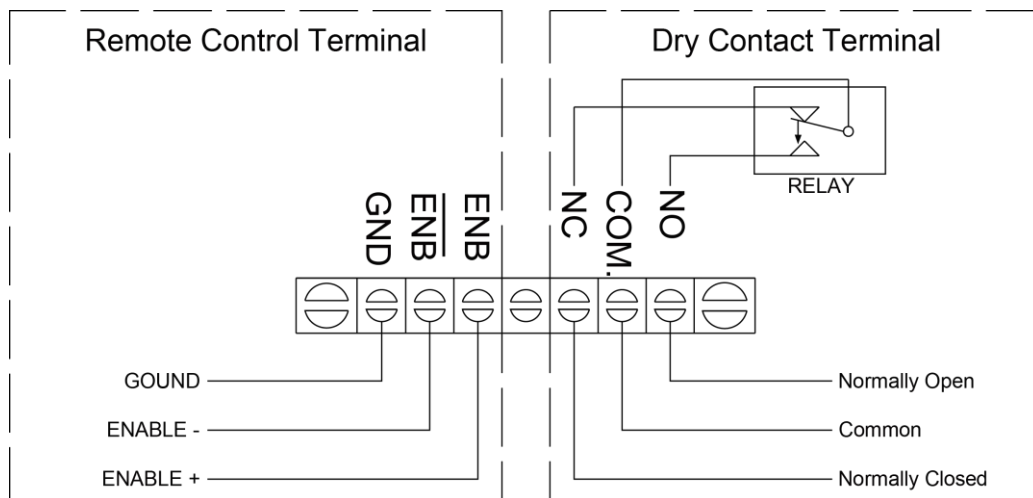 Remote Control Terminal
Dry Contact Terminal
RELAY
GND
ENB
ENB
NC
COM.
NO
GOUND
ENABLE -
ENABLE +
Normally Open
Common
Normally Closed